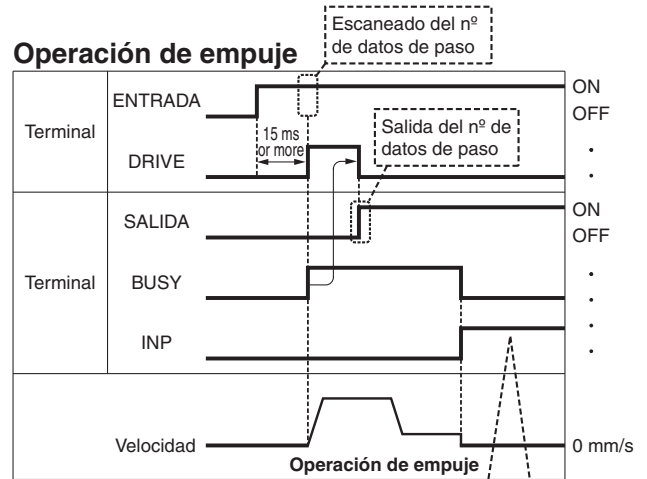 Operación de empuje
Escaneado del nº
de datos de paso
Terminal
ENTRADA
ON
OFF
15 ms
or more
Salida del nº de
datos de paso
DRIVE
Terminal
SALIDA
ON
OFF
BUSY
INP
Velocidad
0 mm/s
Operación de empuje